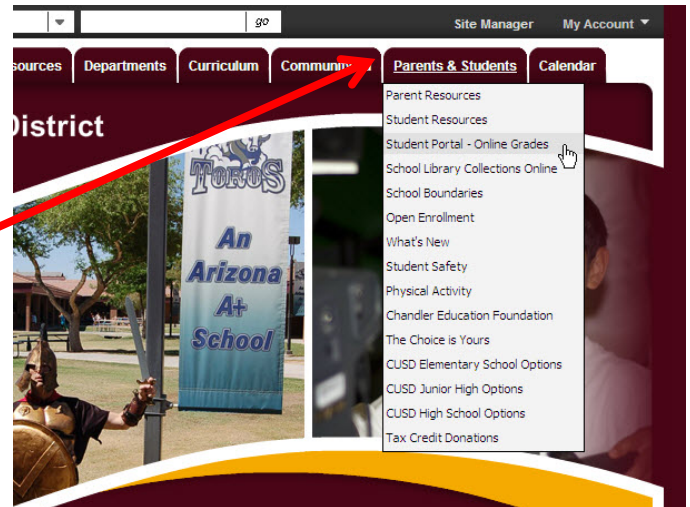 go
Site Manager My Account
Departments Curriculum Parents & Students Calendar
District
Parent Resources
Student Resources
Student Portal - Online Grades
School Library Collections Online
School Boundaries
Open Enrollment
What's New
Student Safety
Physical Activity
Chandler Education Foundation
The Choice is Yours
CUSD Elementary School Options
CUSD Junior High Options
CUSD High School Options
Tax Credit Donations
TOROS
An
Arizona
A+
School